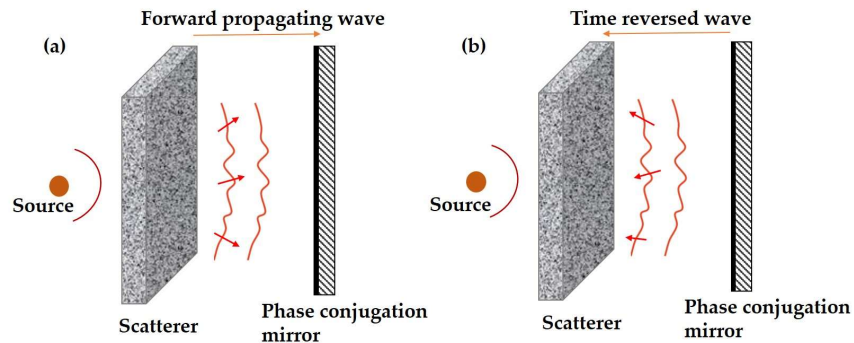 Forward propagating wave
(a)
Source
Scatterer
Phase conjugation
mirror
Time reversed wave
(b)
Source
Scatterer
Phase conjugation
mirror